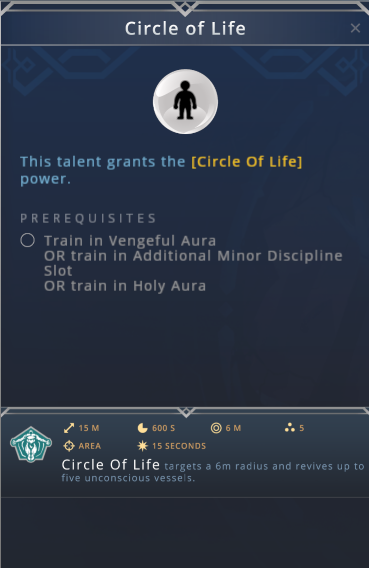 Circle of Life
This talent grants the [Circle Of Life]
power.
PREREQUISITES
Train in Vengeful Aura
OR train in Additional Minor Discipline
Slot
OR train in Holy Aura
15 M 600 S 6 M 5
AREA 15 SECONDS
Circle Of Life targets a 6m radius and revives up to
five unconscious vessels.